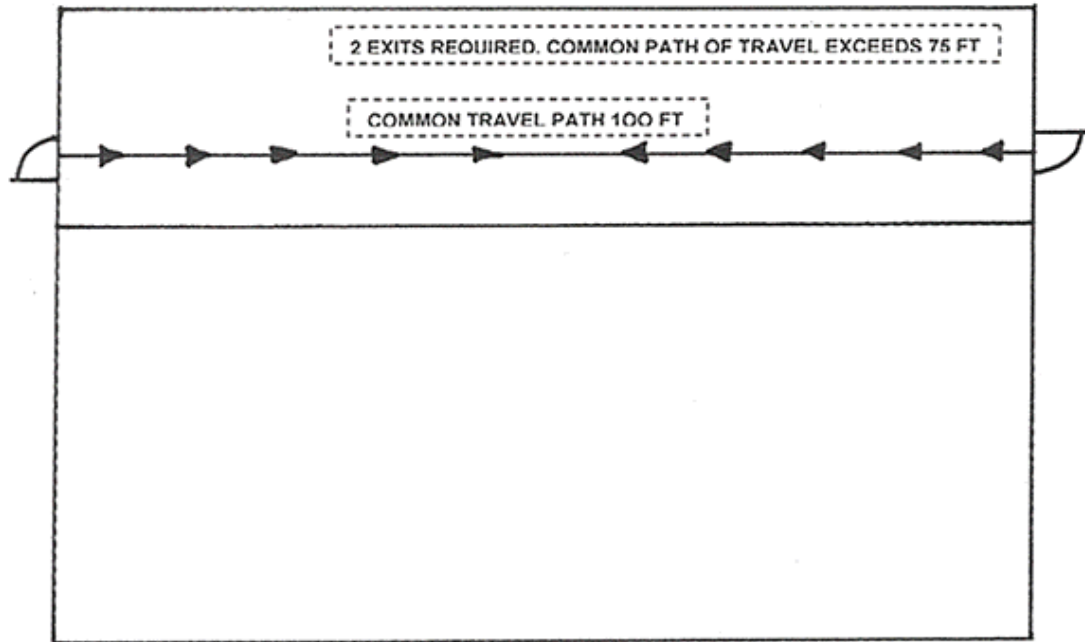 2 EXITS REQUIRED. COMMON PATH OF TRAVEL EXCEEDS 75 FT
COMMON TRAVEL PATH 100 FT